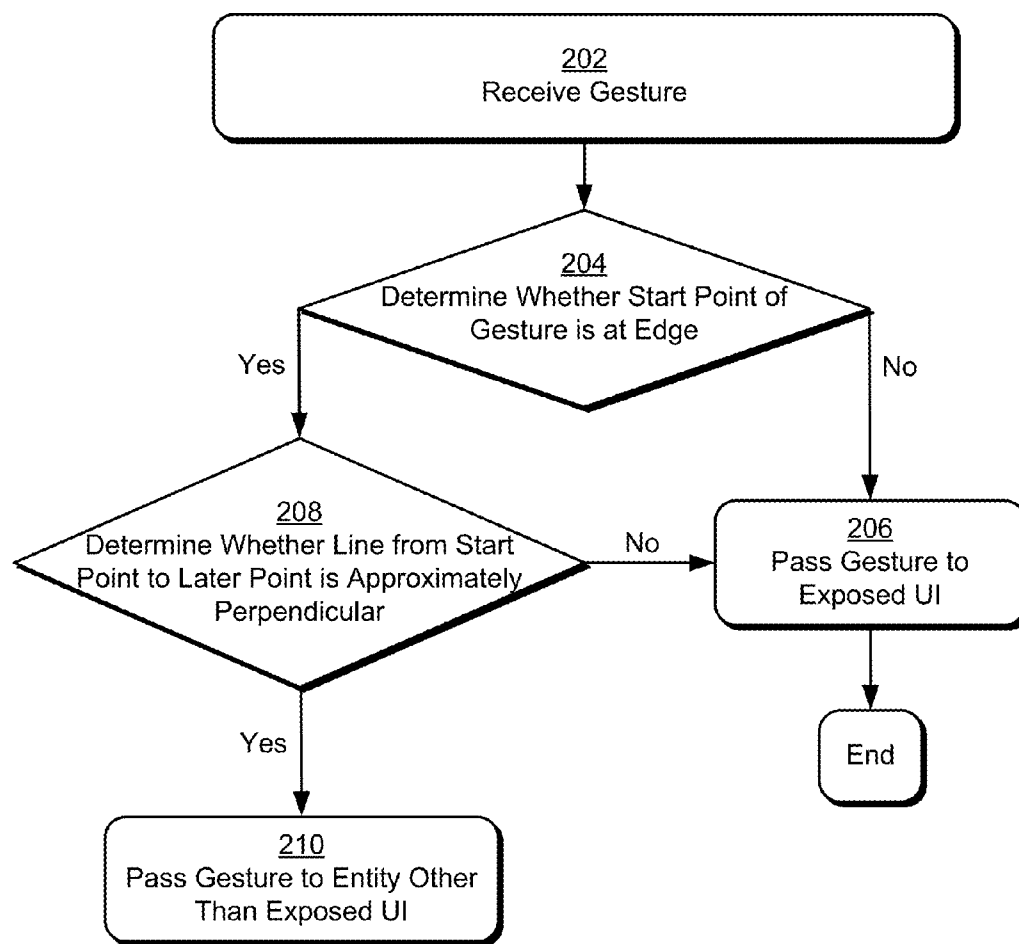 202
Receive Gesture
204
Determine Whether Start Point of
Gesture is at Edge
Yes
No
208
Determine Whether Line from Start
Point to Later Point is Approximately
Perpendicular
No
206
Pass Gesture to
Exposed UI
Yes
End
210
Pass Gesture to Entity Other
Than Exposed UI